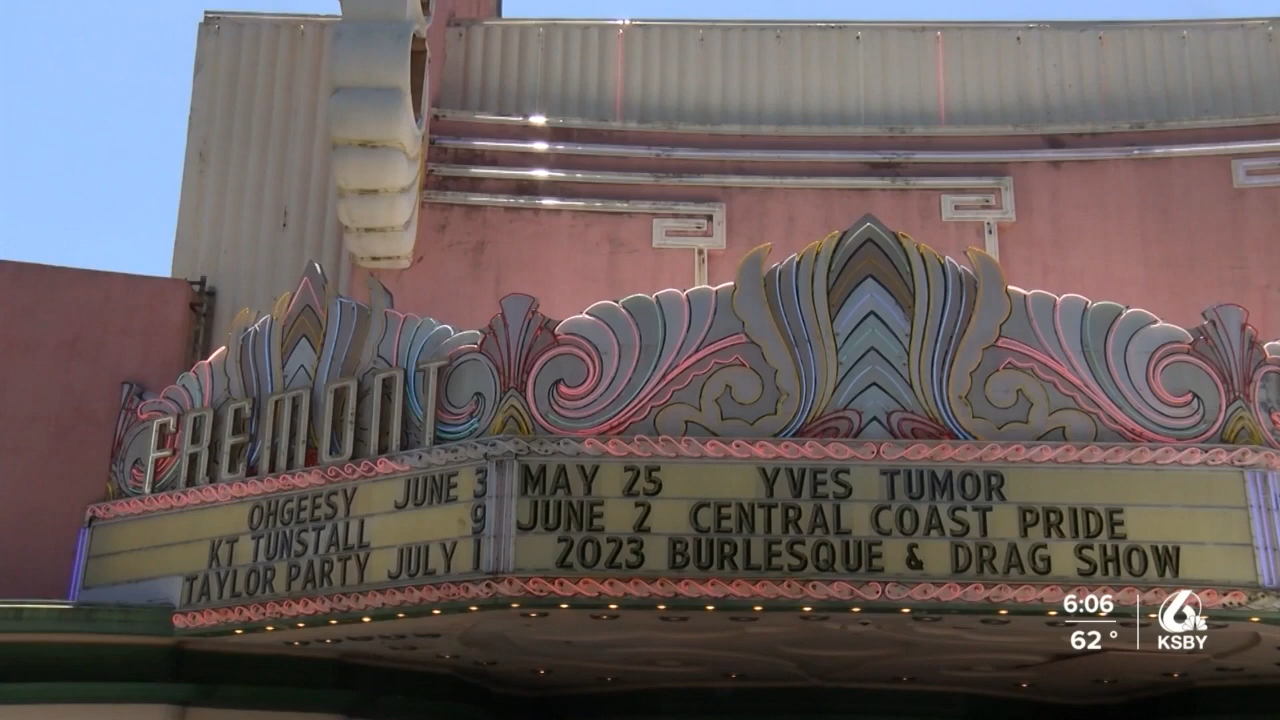 FREMONT
OHGEESY JUNE 3
KT TUNSTALL 9
TAYLOR PARTY JULY 1
MAY 25 YVES TUMOR
JUNE 2 CENTRAL COAST PRIDE
2023 BURLESQUE & DRAG SHOW
6:06
62°
6
KSBY